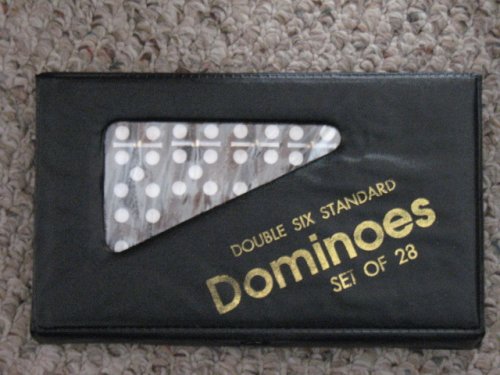 DOUBLE SIX STANDARD
Dominoes
SET OF 28